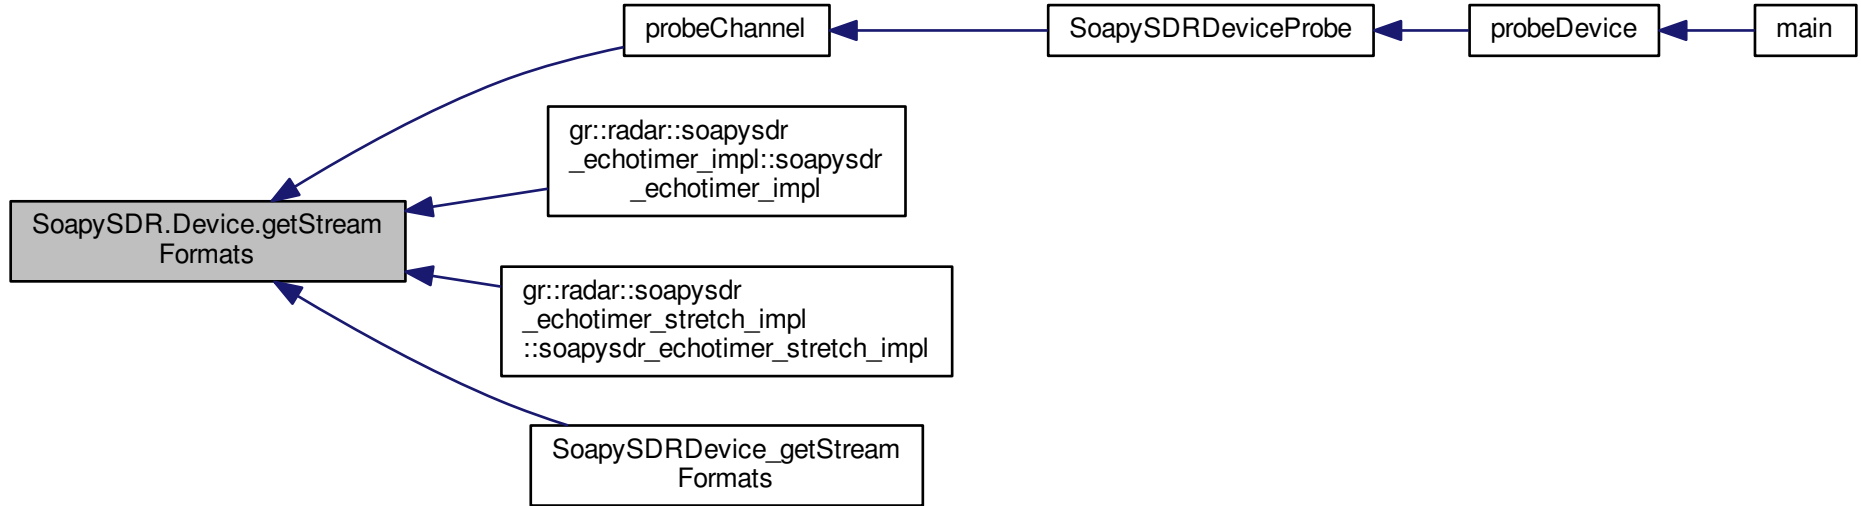 probeChannel
SoapySDRDeviceProbe
probeDevice
main
gr::radar::soapysdr
_echotimer_impl::soapysdr
_echotimer_impl
SoapySDR.Device.getStream
Formats
gr::radar::soapysdr
_echotimer_stretch_impl
::soapysdr_echotimer_stretch_impl
SoapySDRDevice_getStream
Formats